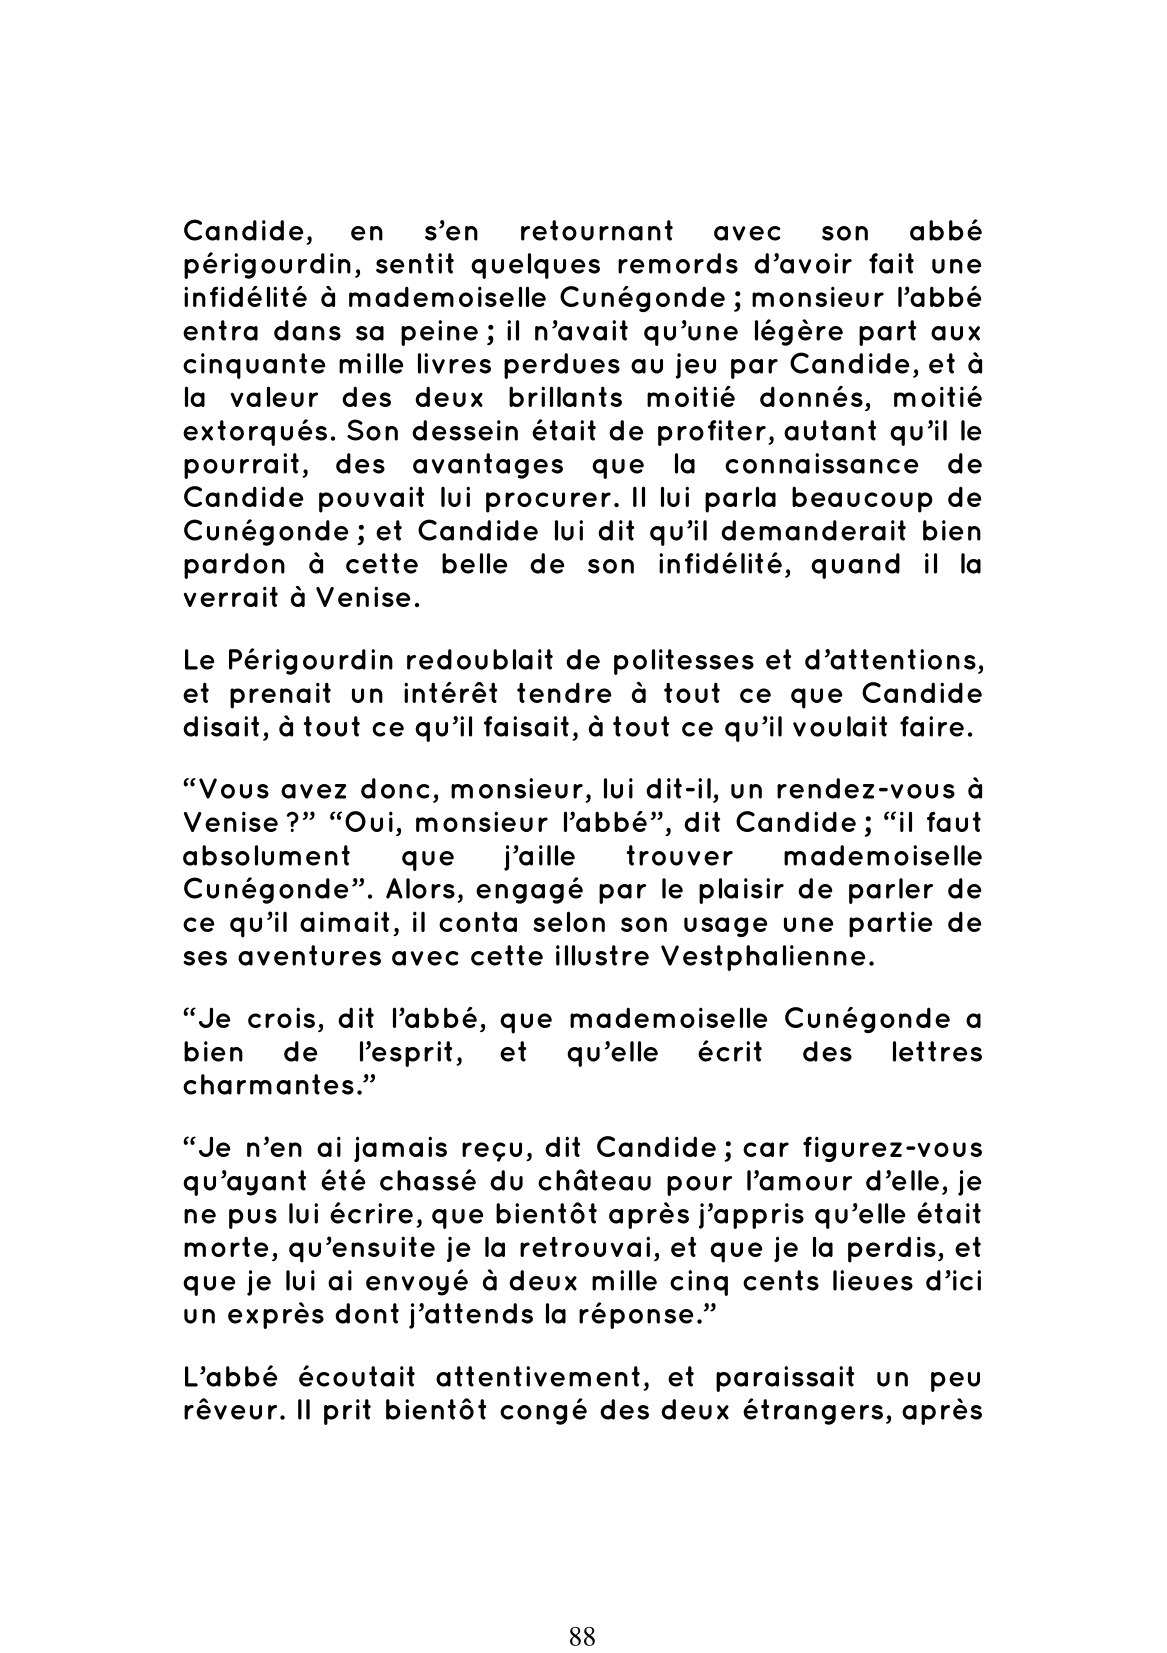 Candide, en s’en retournant avec son abbé
périgourdin, sentit quelques remords d’avoir fait une
infidélité à mademoiselle Cunégonde ; monsieur l’abbé
entra dans sa peine ; il n’avait qu’une légère part aux
cinquante mille livres perdues au jeu par Candide, et à
la valeur des deux brillants moitié donnés, moitié
extorqués. Son dessein était de profiter, autant qu’il le
pourrait, des avantages que la connaissance de
Candide pouvait lui procurer. Il lui parla beaucoup de
Cunégonde ; et Candide lui dit qu’il demanderait bien
pardon à cette belle de son infidélité, quand il la
verrait à Venise.
Le Périgourdin redoublait de politesses et d’attentions,
et prenait un intérêt tendre à tout ce que Candide
disait, à tout ce qu’il faisait, à tout ce qu’il voulait faire.
“Vous avez donc, monsieur, lui dit-il, un rendez-vous à
Venise ?” “Oui, monsieur l’abbé”, dit Candide ; “il faut
absolument que j’aille trouver mademoiselle
Cunégonde”. Alors, engagé par le plaisir de parler de
ce qu’il aimait, il conta selon son usage une partie de
ses aventures avec cette illustre Vestphalienne.
“Je crois, dit l’abbé, que mademoiselle Cunégonde a
bien de l’esprit, et qu’elle écrit des lettres
charmantes.”
“Je n’en ai jamais reçu, dit Candide ; car figurez-vous
qu’ayant été chassé du château pour l’amour d’elle, je
ne pus lui écrire, que bientôt après j’appris qu’elle était
morte, qu’ensuite je la retrouvai, et que je la perdis, et
que je lui ai envoyé à deux mille cinq cents lieues d’ici
un exprès dont j’attends la réponse.”
L’abbé écoutait attentivement, et paraissait un peu
rêveur. Il prit bientôt congé des deux étrangers, après
88